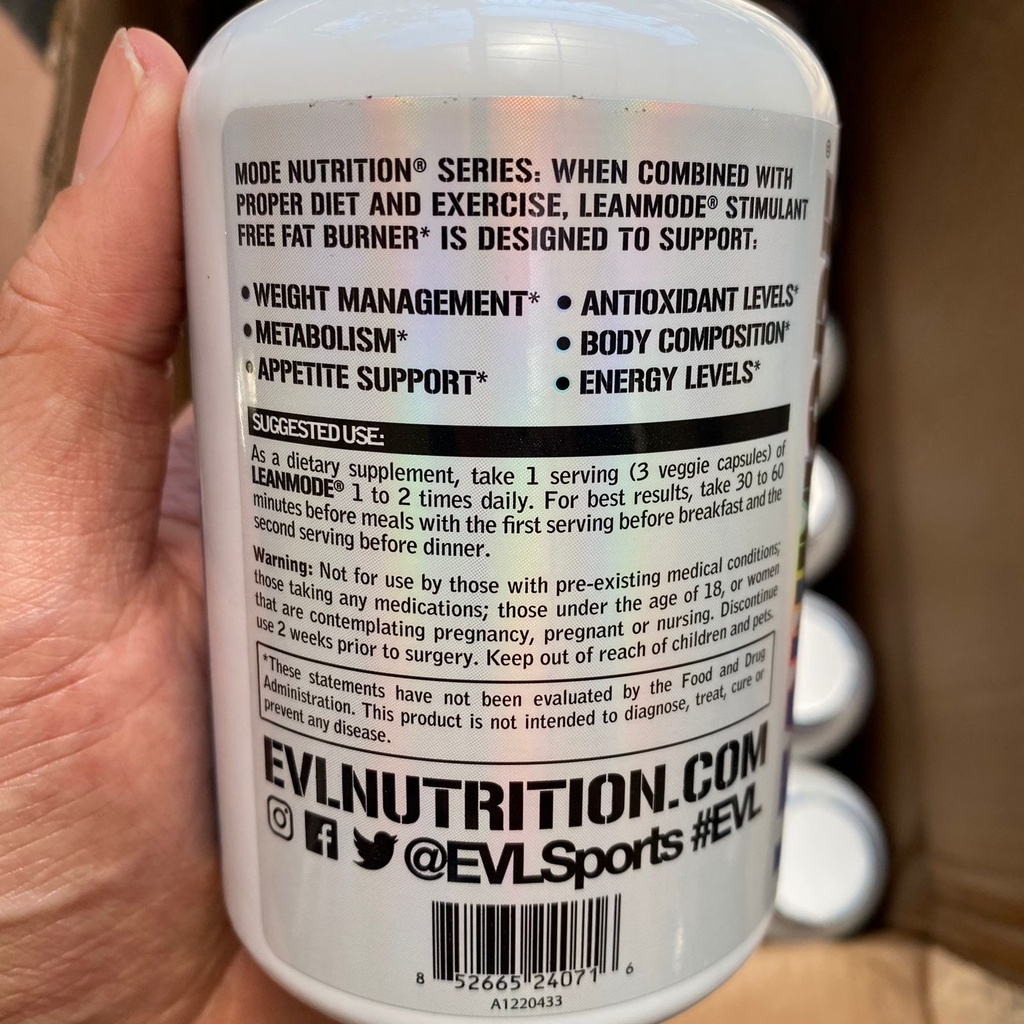 MODE NUTRITION® SERIES: WHEN COMBINED WITH
PROPER DIET AND EXERCISE, LEANMODE® STIMULANT
FREE FAT BURNER* IS DESIGNED TO SUPPORT:
• WEIGHT MANAGEMENT* • ANTIOXIDANT LEVELS*
• METABOLISM* • BODY COMPOSITION*
• APPETITE SUPPORT* • ENERGY LEVELS*
SUGGESTED USE:
As a dietary supplement, take 1 serving (3 veggie capsules) of
LEANMODE® 1 to 2 times daily. For best results, take 30 to 60
minutes before meals with the first serving before breakfast and the
second serving before dinner.
Warning: Not for use by those with pre-existing medical conditions;
those taking any medications; those under the age of 18, or women
that are contemplating pregnancy, pregnant or nursing. Discontinue
use 2 weeks prior to surgery. Keep out of reach of children and pets.
*These statements have not been evaluated by the Food and Drug
Administration. This product is not intended to diagnose, treat, cure or
prevent any disease.
EVLNUTRITION.COM
@EVLSports #EVL
8 52665 24071 6
A1220433